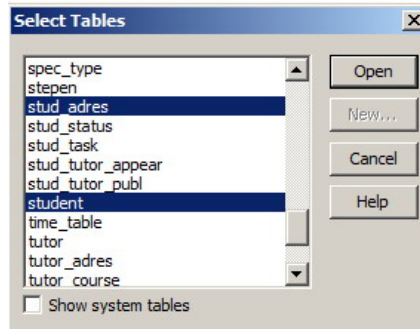 Select Tables
spec_type
stepen
stud_adres
stud_status
stud_task
stud_tutor_appear
stud_tutor_publ
student
time_table
tutor
tutor_adres
tutor_course
Show system tables
Open
New...
Cancel
Help